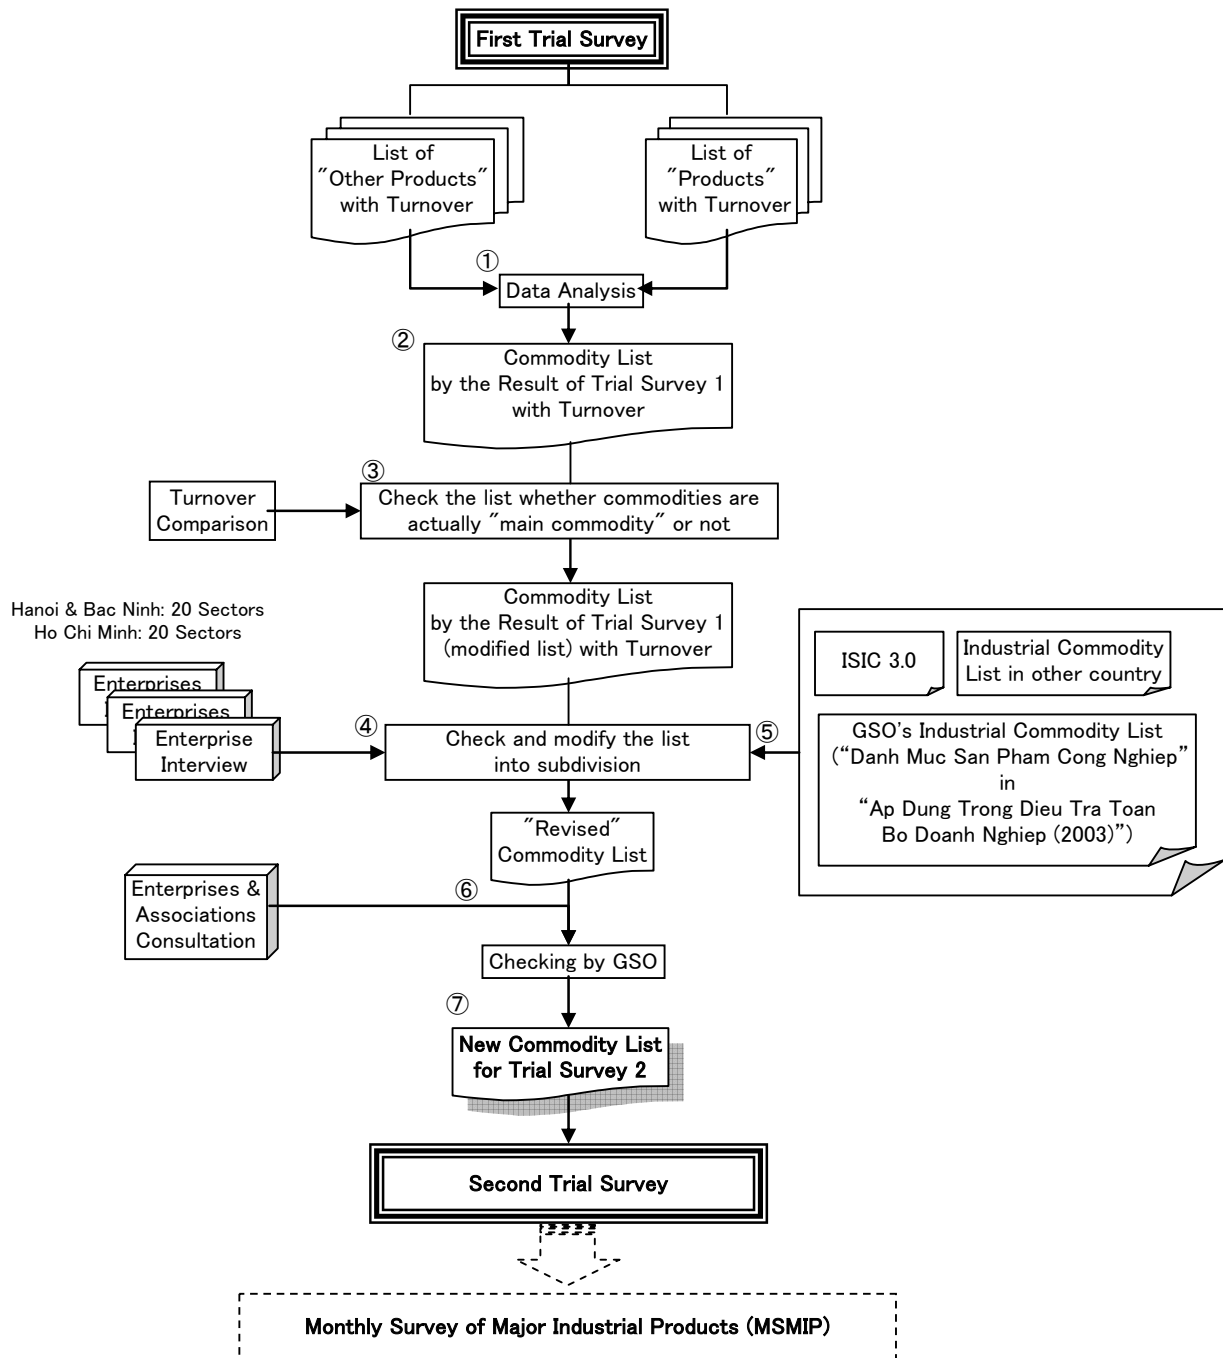 First Trial Survey
List of
"Other Products"
with Turnover
List of
"Products"
with Turnover
①
Data Analysis
②
Commodity List
by the Result of Trial Survey 1
with Turnover
③
Turnover
Comparison
Check the list whether commodities are
actually "main commodity" or not
Hanoi & Bac Ninh: 20 Sectors
Ho Chi Minh: 20 Sectors
Commodity List
by the Result of Trial Survey 1
(modified list) with Turnover
ISIC 3.0
Industrial Commodity
List in other country
Enterprises
Enterprises
Enterprise
Interview
④
Check and modify the list
into subdivision
⑤
GSO's Industrial Commodity List
(“Danh Muc San Pham Cong Nghiep”
in
“Ap Dung Trong Dieu Tra Toan
Bo Doanh Nghiep (2003)”)
"Revised"
Commodity List
Enterprises &
Associations
Consultation
⑥
Checking by GSO
⑦
New Commodity List
for Trial Survey 2
Second Trial Survey
Monthly Survey of Major Industrial Products (MSMIP)